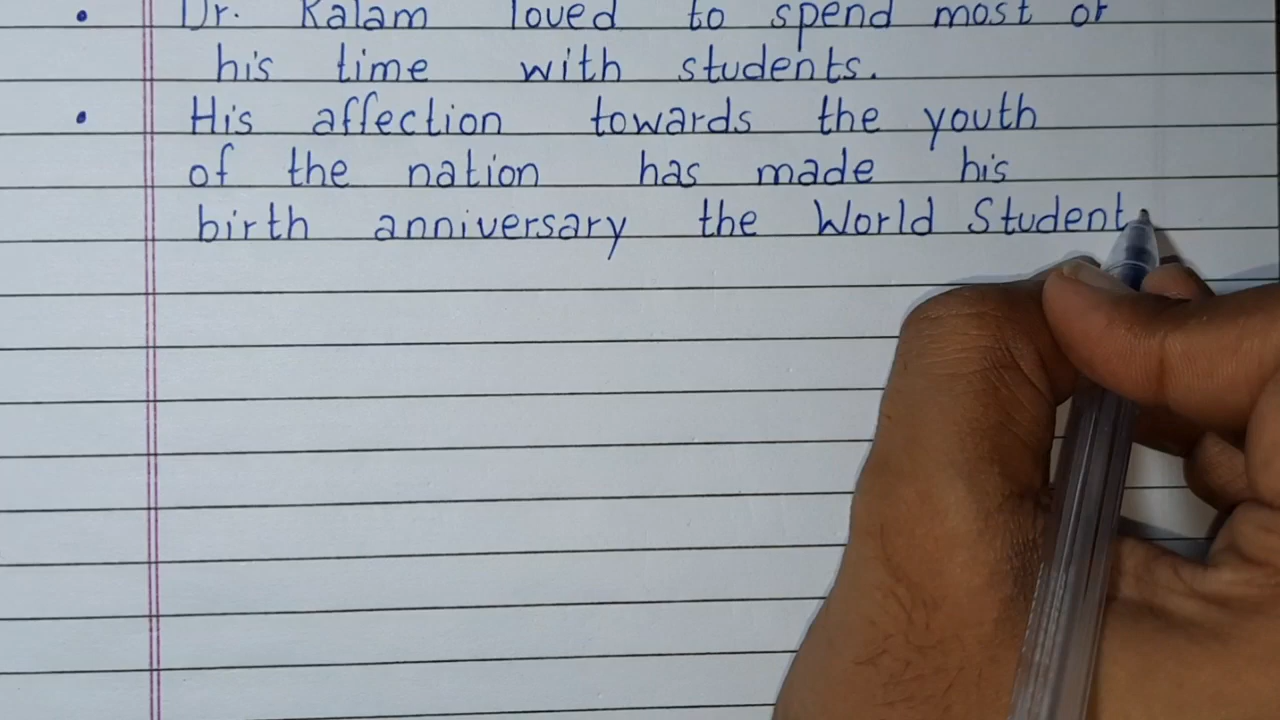 • Dr. Kalam loved to spend most of
his time with students.
• His affection towards the youth
of the nation has made his
birth anniversary the World Student